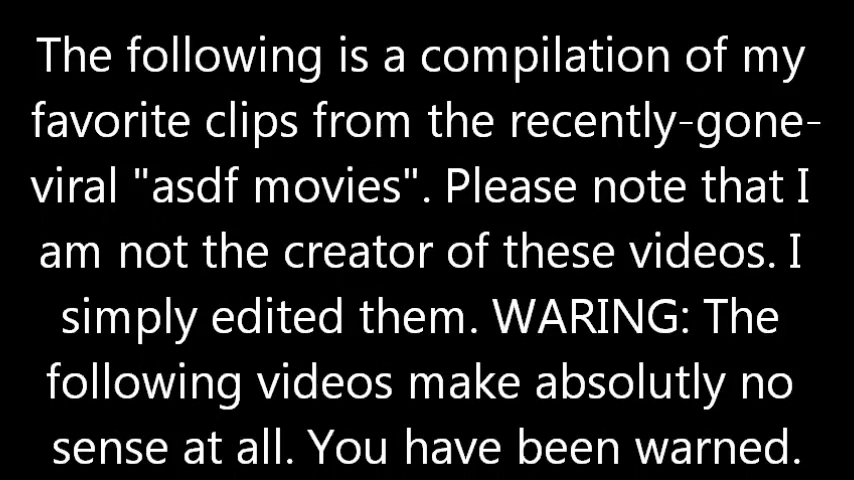 The following is a compilation of my
favorite clips from the recently-gone-
viral "asdf movies". Please note that I
am not the creator of these videos. I
simply edited them. WARING: The
following videos make absolutly no
sense at all. You have been warned.